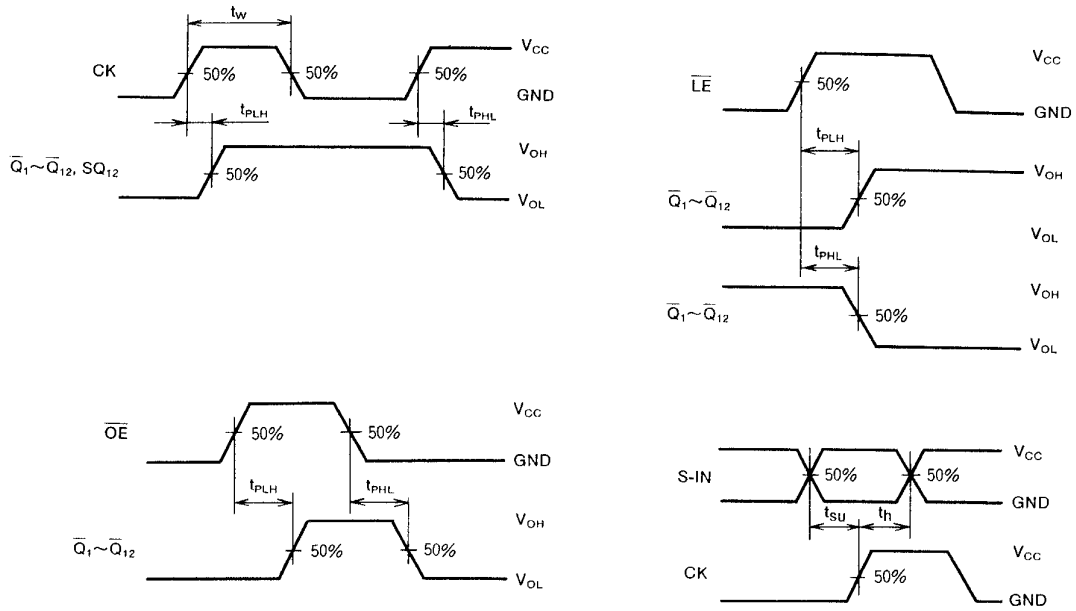 tW
VCC
CK 50% 50% 50%
GND
tPLH tPHL
VOH
Q̅1~Q̅12, SQ12 50% 50%
VOL
VCC
L̅E̅ 50%
GND
tPLH
VOH
Q̅1~Q̅12 50%
VOL
tPHL
VOH
Q̅1~Q̅12 50%
VOL
VCC
O̅E̅ 50% 50%
GND
tPLH tPHL
VOH
Q̅1~Q̅12 50% 50%
VOL
VCC
S-IN 50% 50%
GND
tSU th
VCC
CK 50%
GND